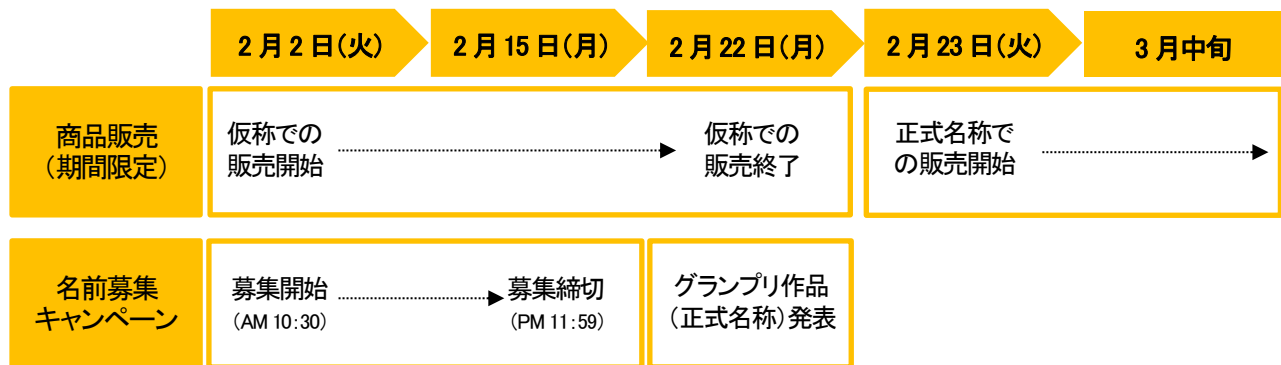 2月2日(火)
2月15日(月)
2月22日(月)
2月23日(火)
3月中旬
商品販売
(期間限定)
仮称での
販売開始
仮称での
販売終了
正式名称で
の販売開始
名前募集
キャンペーン
募集開始
(AM 10:30)
募集締切
(PM 11:59)
グランプリ作品
(正式名称)発表